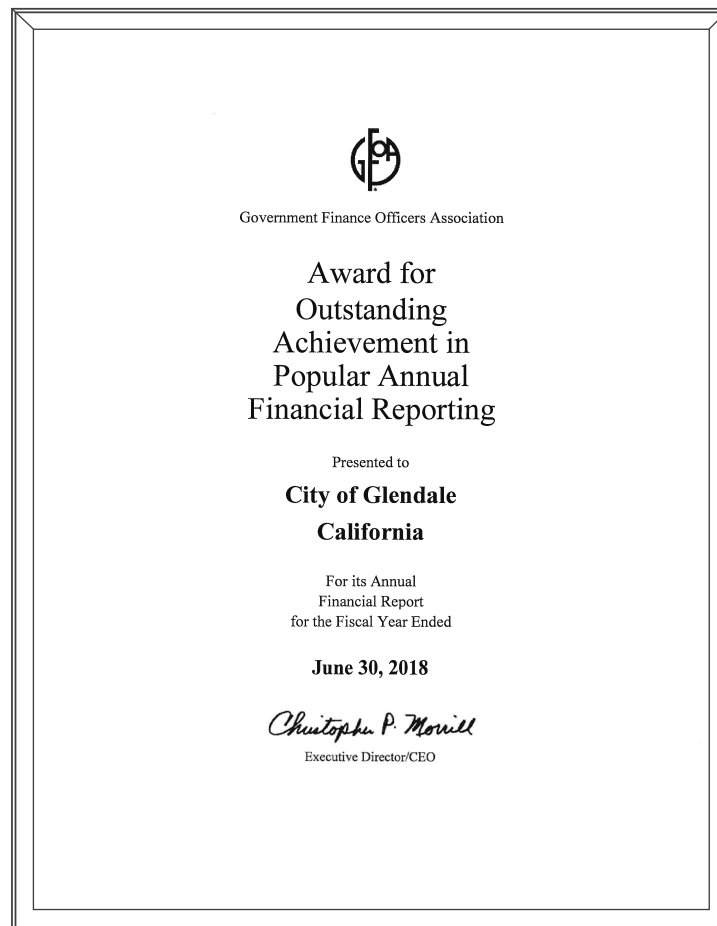 GFOA
Government Finance Officers Association
Award for
Outstanding
Achievement in
Popular Annual
Financial Reporting
Presented to
City of Glendale
California
For its Annual
Financial Report
for the Fiscal Year Ended
June 30, 2018
Christopher P. Morrill
Executive Director/CEO